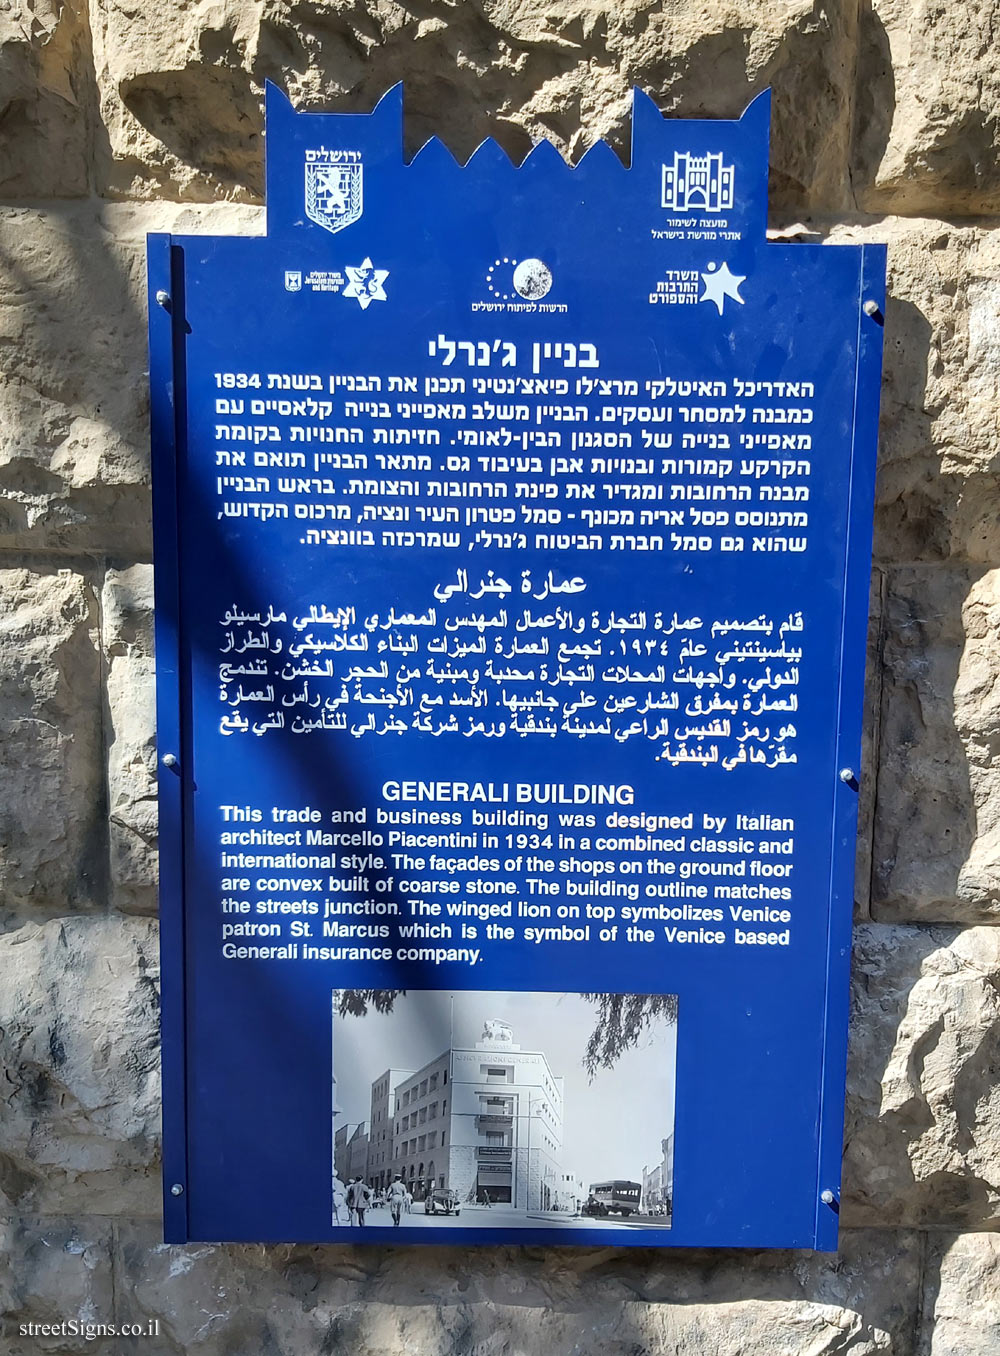 ירושלים
מועצה לשימור
אתרי מורשת בישראל
משרד ירושלים ומורשת
Jerusalem
and Heritage
הרשות לפיתוח ירושלים
משרד
התרבות
והספורט
בניין ג'נרלי
האדריכל האיטלקי מרצ'לו פיאצ'נטיני תכנן את הבניין בשנת 1934
כמבנה למסחר ועסקים. הבניין משלב מאפייני בנייה קלאסיים עם
מאפייני בנייה של הסגנון הבין-לאומי. חזיתות החנויות בקומת
הקרקע קמורות ובנויות אבן בעיבוד גס. מתאר הבניין תואם את
מבנה הרחובות ומגדיר את פינת הרחובות והצומת. בראש הבניין
מתנוסס פסל אריה מכונף - סמל פטרון העיר ונציה, מרכוס הקדוש,
שהוא גם סמל חברת הביטוח ג'נרלי, שמרכזה בוונציה.
عمارة جنرالي
قام بتصميم عمارة التجارة والأعمال المهدس المعماري الإيطالي مارسيلو
بياسينتيني عامّ ١٩٣٤. تجمع العمارة الميزات البناء الكلاسيكي والطراز
الدولي. واجهات المحلات التجارة محدبة ومبنية من الحجر الخشن. تندمج
العمارة بمفرق الشارعين على جانبيها. الأسد مع الأجنحة في رأس العمارة
هو رمز القديس الراعي لمدينة بندقية ورمز شركة جنرالي للتأمين التي يقع
مقرّها في البندقية.
GENERALI BUILDING
This trade and business building was designed by Italian
architect Marcello Piacentini in 1934 in a combined classic and
international style. The façades of the shops on the ground floor
are convex built of coarse stone. The building outline matches
the streets junction. The winged lion on top symbolizes Venice
patron St. Marcus which is the symbol of the Venice based
Generali insurance company.
streetSigns.co.il